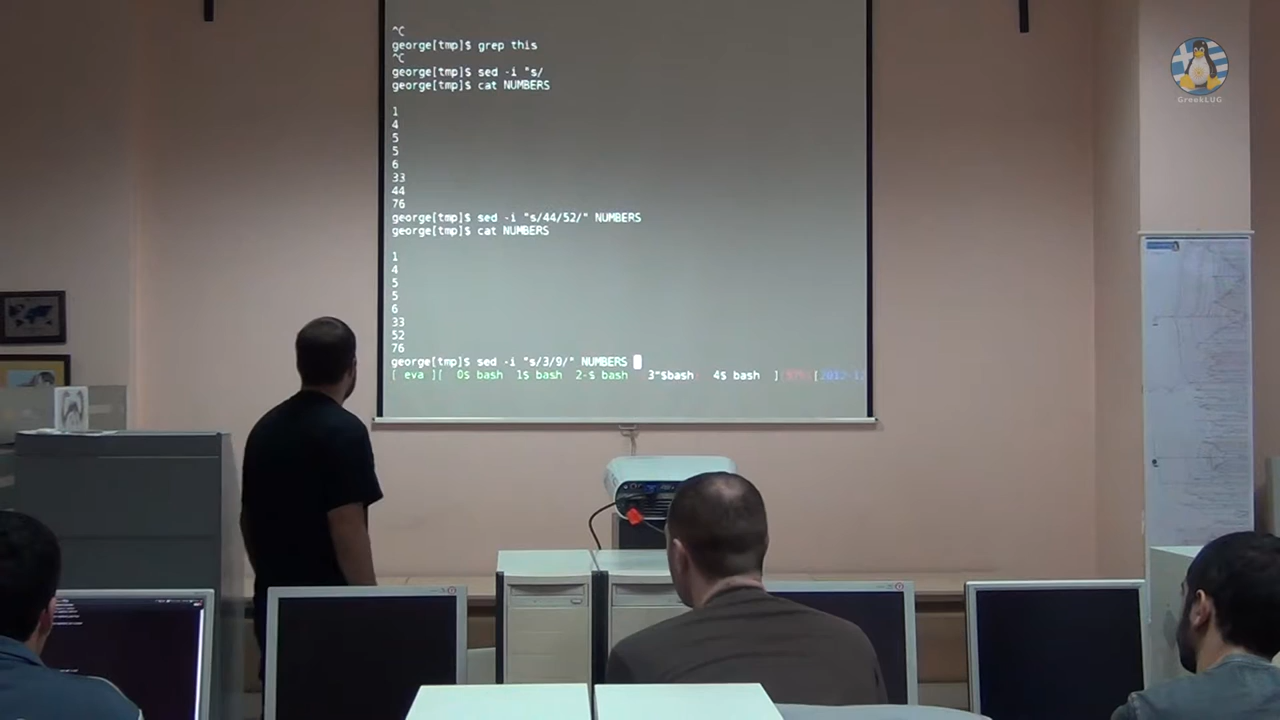 ^C
george[tmp]$ grep this
^C
george[tmp]$ sed -i "s/
george[tmp]$ cat NUMBERS
1
4
5
5
6
33
44
76
george[tmp]$ sed -i "s/44/52/" NUMBERS
george[tmp]$ cat NUMBERS
1
4
5
5
6
33
52
76
george[tmp]$ sed -i "s/3/9/" NUMBERS
[ eva ][ 0$ bash 1$ bash 2-$ bash 3*$bash 4$ bash ] [2012-12
GreekLUG